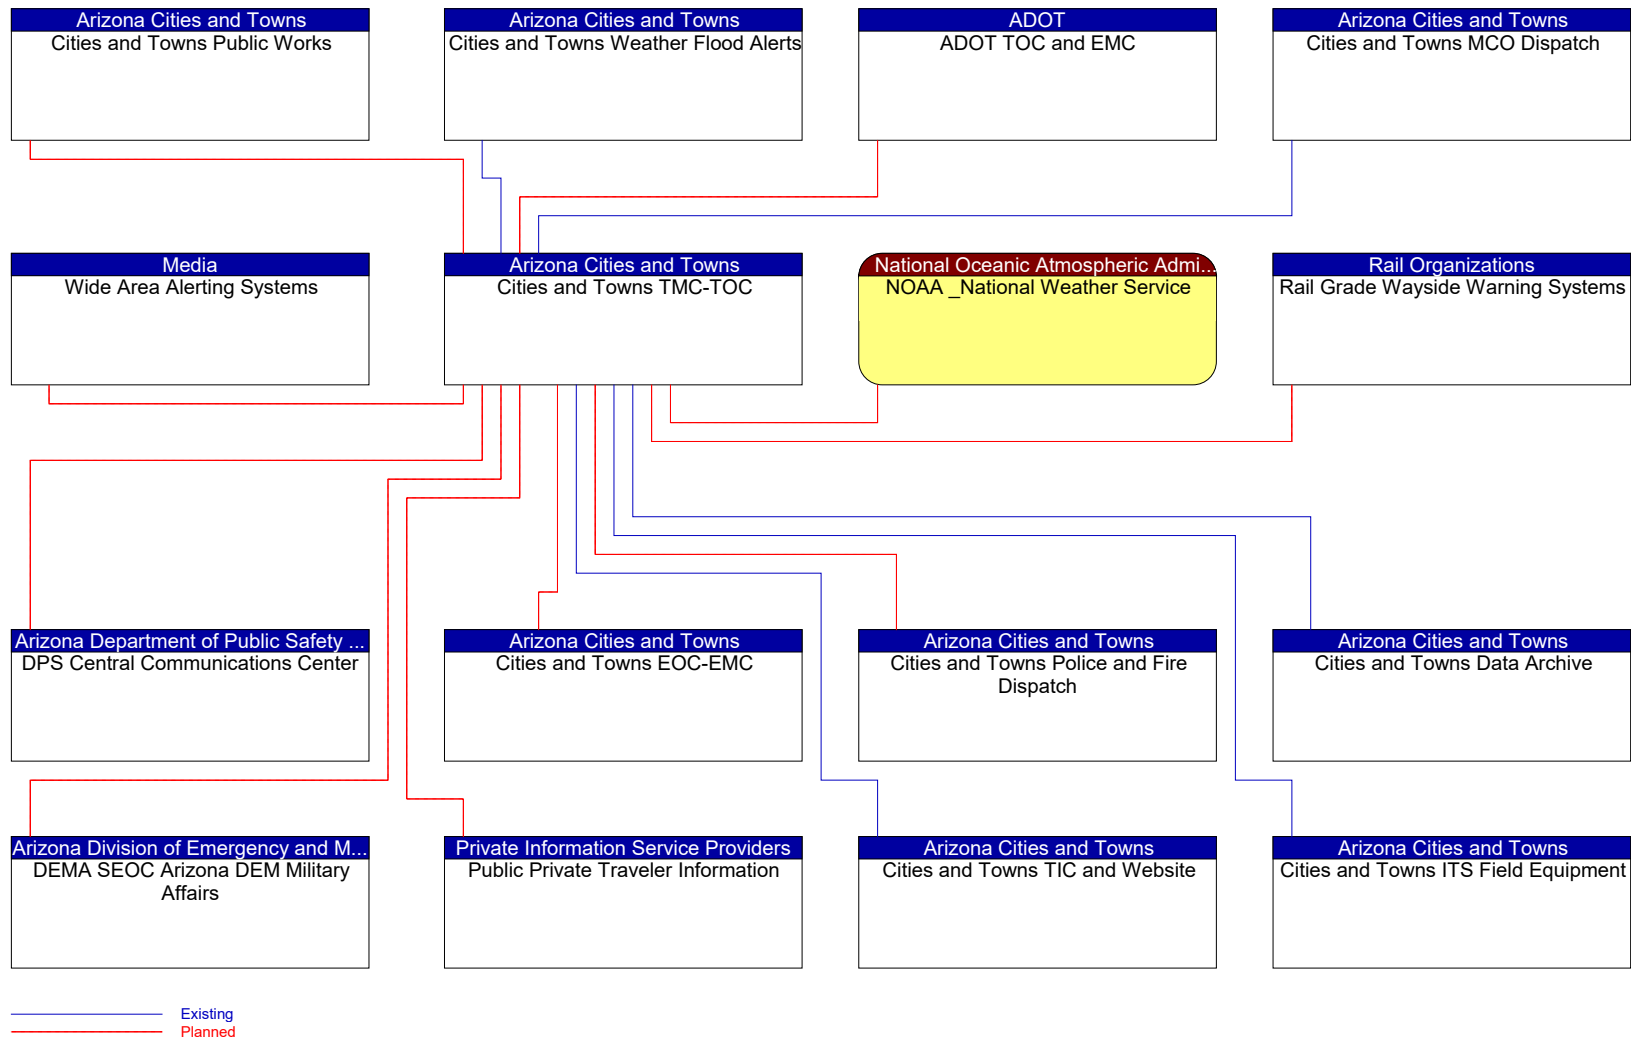 Arizona Cities and Towns
Cities and Towns Public Works
Arizona Cities and Towns
Cities and Towns Weather Flood Alerts
ADOT
ADOT TOC and EMC
Arizona Cities and Towns
Cities and Towns MCO Dispatch
Media
Wide Area Alerting Systems
Arizona Cities and Towns
Cities and Towns TMC-TOC
National Oceanic Atmospheric Admi...
NOAA _National Weather Service
Rail Organizations
Rail Grade Wayside Warning Systems
Arizona Department of Public Safety ...
DPS Central Communications Center
Arizona Cities and Towns
Cities and Towns EOC-EMC
Arizona Cities and Towns
Cities and Towns Police and Fire
Dispatch
Arizona Cities and Towns
Cities and Towns Data Archive
Arizona Division of Emergency and M...
DEMA SEOC Arizona DEM Military
Affairs
Private Information Service Providers
Public Private Traveler Information
Arizona Cities and Towns
Cities and Towns TIC and Website
Arizona Cities and Towns
Cities and Towns ITS Field Equipment
Existing
Planned